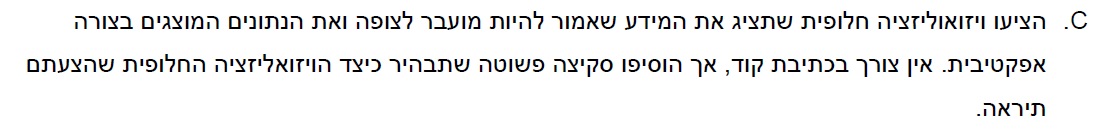 C. הציעו ויזואוליזציה חלופית שתציג את המידע שאמור להיות מועבר לצופה ואת הנתונים המוצגים בצורה
אפקטיבית. אין צורך בכתיבת קוד, אך הוסיפו סקיצה פשוטה שתבהיר כיצד הויזואליזציה החלופית שהצעתם
תיראה.